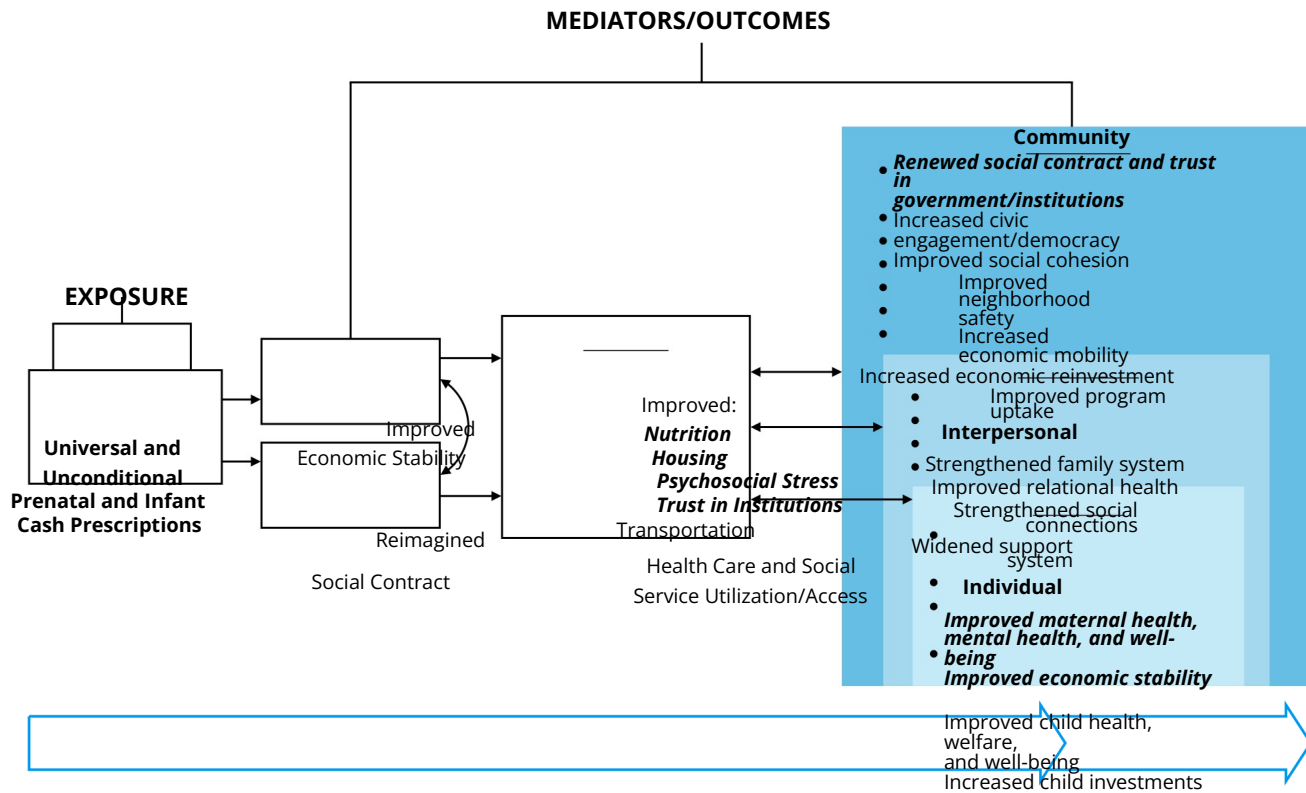 MEDIATORS/OUTCOMES
EXPOSURE
Universal and
Unconditional
Prenatal and Infant
Cash Prescriptions
Improved
Economic Stability
Reimagined
Social Contract
Improved:
Nutrition
Housing
Psychosocial Stress
Trust in Institutions
Transportation
Health Care and Social
Service Utilization/Access
Community
• Renewed social contract and trust
in
government/institutions
• Increased civic
• engagement/democracy
• Improved social cohesion
• Improved
neighborhood
• safety
• Increased
economic mobility
Increased economic reinvestment
• Improved program
uptake
• Interpersonal
• Strengthened family system
Improved relational health
Strengthened social
• connections
Widened support
system
• Individual
• Improved maternal health,
mental health, and well-
• being
Improved economic stability
Improved child health,
welfare,
and well-being
Increased child investments